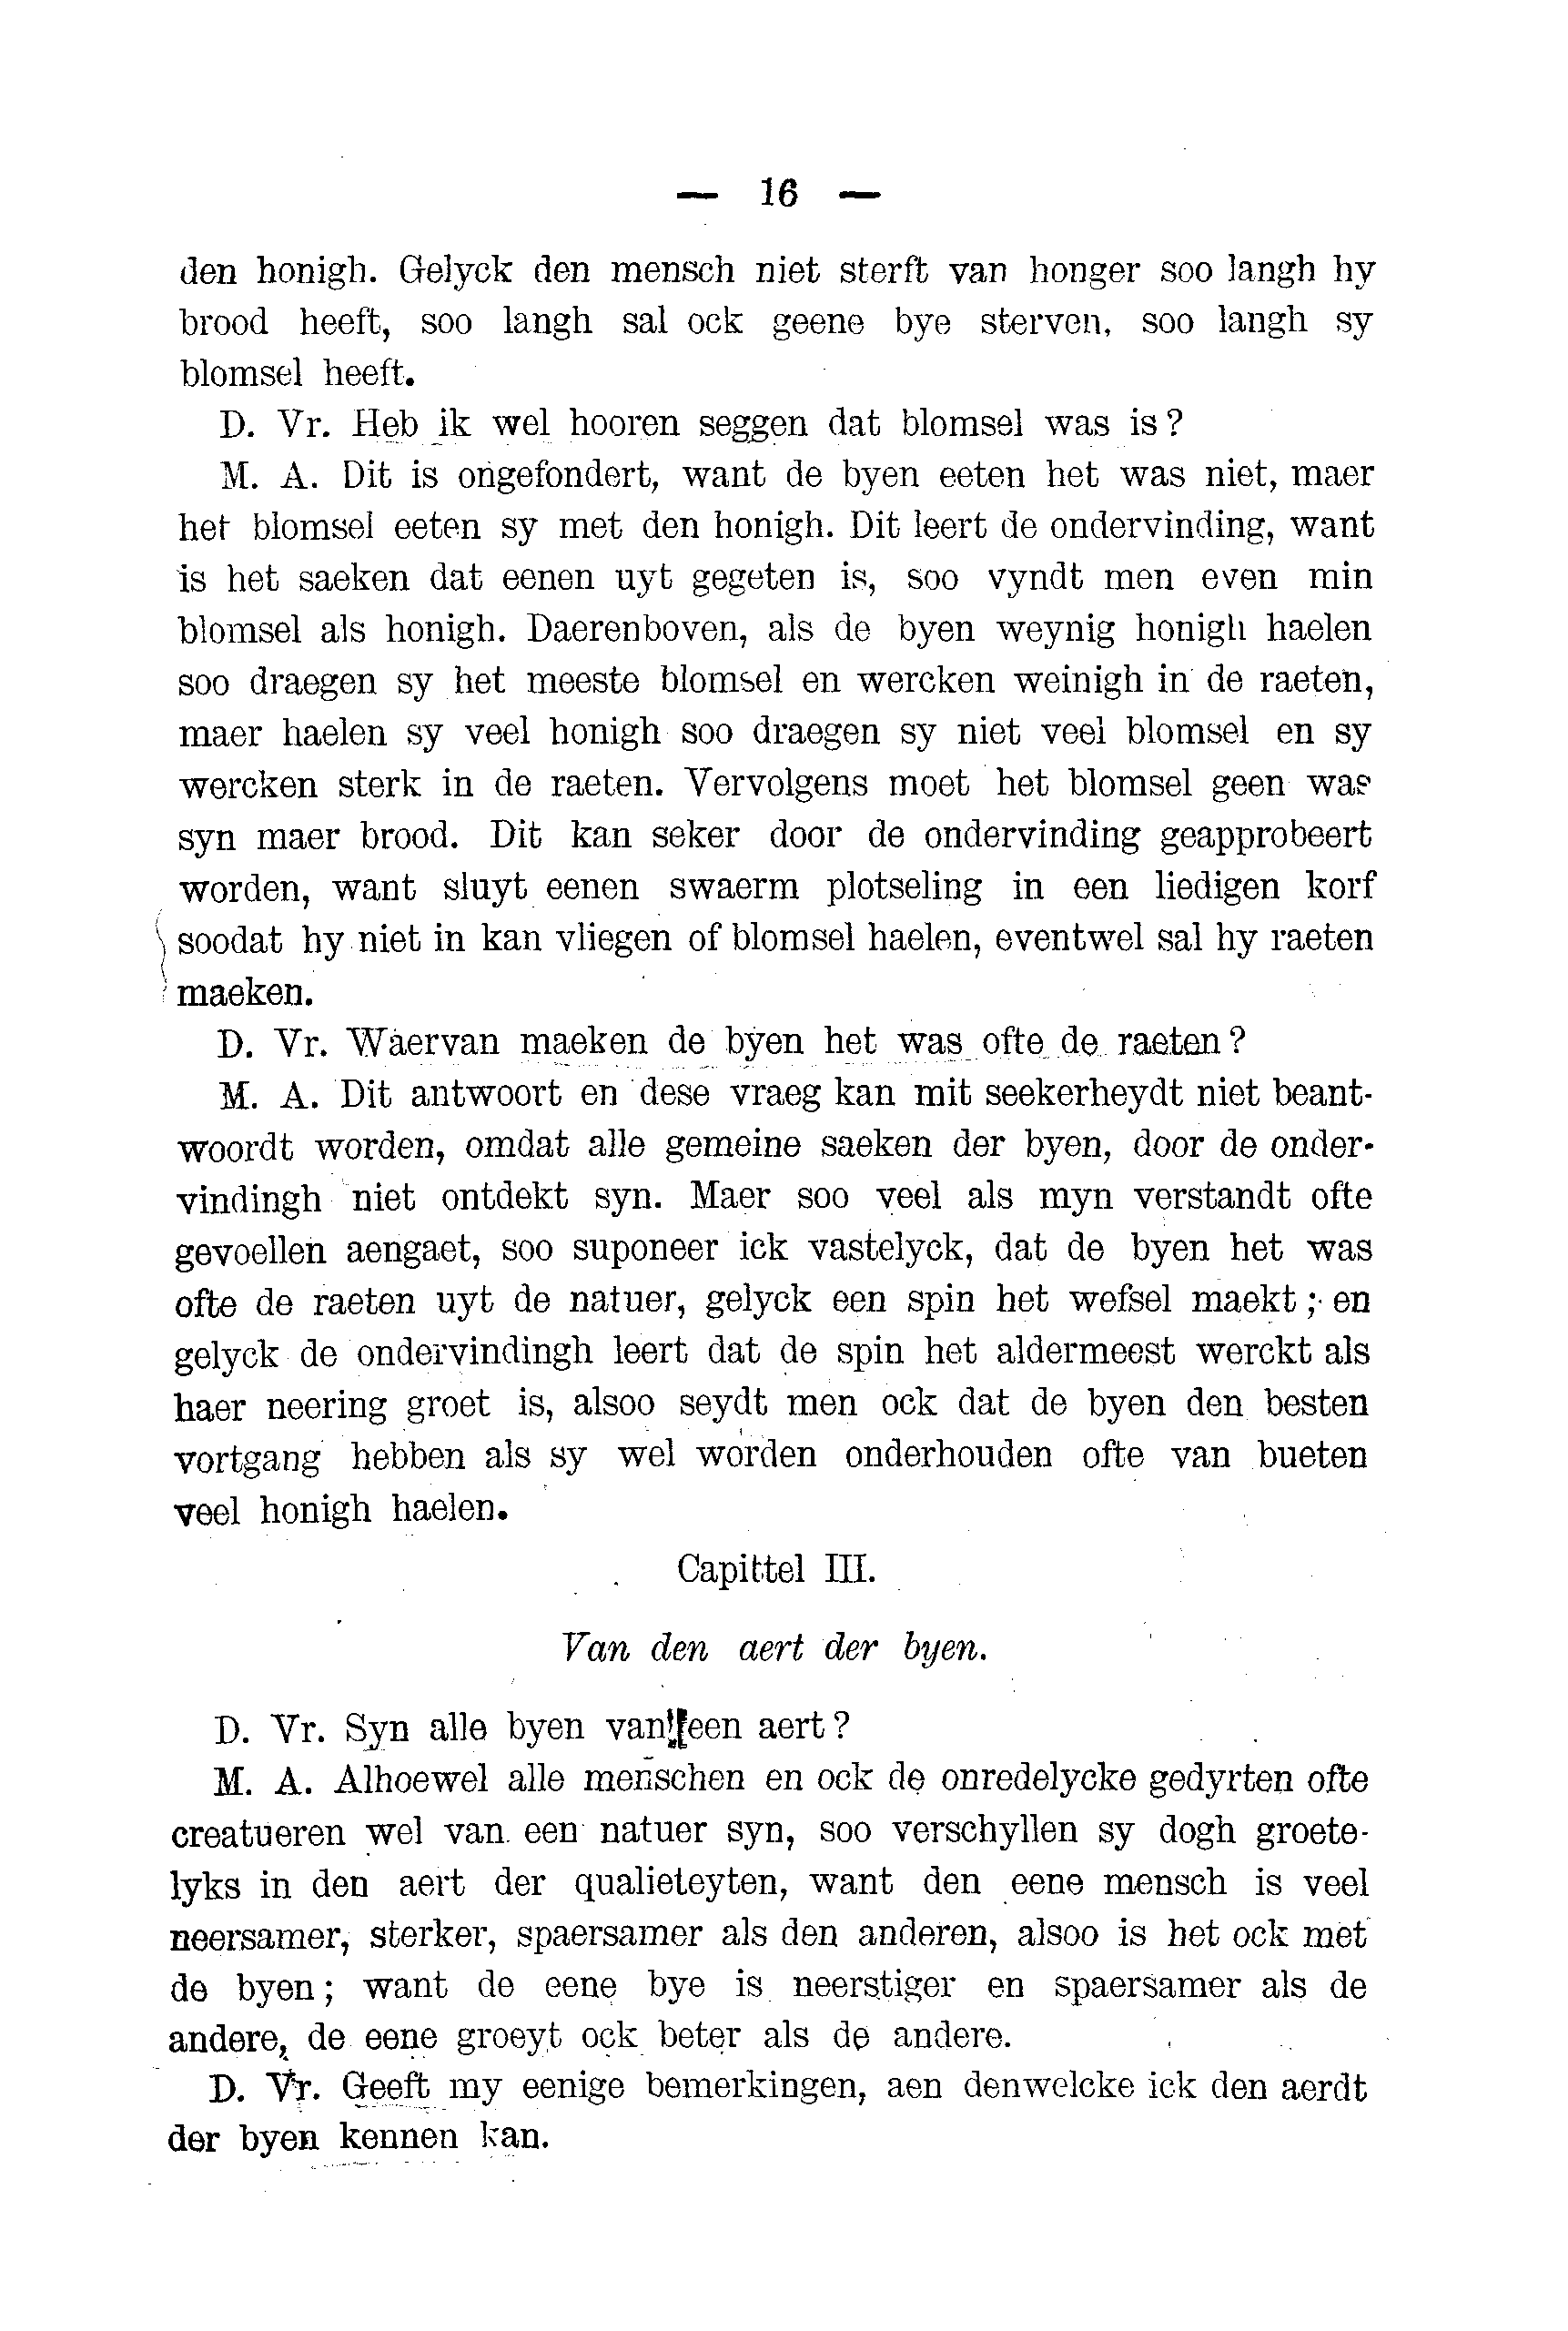 — 16 —
den honigh. Gelyck den mensch niet sterft van honger soo langh hy
brood heeft, soo langh sal ock geene bye sterven, soo langh sy
blomsel heeft.
D. Vr. Heb ik wel hooren seggen dat blomsel was is?
M. A. Dit is ongefondert, want de byen eeten het was niet, maer
het blomsel eeten sy met den honigh. Dit leert de ondervinding, want
is het saeken dat eenen uyt gegeten is, soo vyndt men even min
blomsel als honigh. Daerenboven, als de byen weynig honigh haelen
soo draegen sy het meeste blomsel en wercken weinigh in de raeten,
maer haelen sy veel honigh soo draegen sy niet veel blomsel en sy
wercken sterk in de raeten. Vervolgens moet het blomsel geen was
syn maer brood. Dit kan seker door de ondervinding geapprobeert
worden, want sluyt eenen swaerm plotseling in een liedigen korf
soodat hy niet in kan vliegen of blomsel haelen, eventwel sal hy raeten
maeken.
D. Vr. Waervan maeken de byen het was ofte de raeten?
M. A. Dit antwoort en dese vraeg kan mit seekerheydt niet beant-
woordt worden, omdat alle gemeine saeken der byen, door de onder-
vindingh niet ontdekt syn. Maer soo veel als myn verstandt ofte
gevoellen aengaet, soo suponeer ick vastelyck, dat de byen het was
ofte de raeten uyt de natuer, gelyck een spin het wefsel maekt; en
gelyck de ondervindingh leert dat de spin het aldermeest werckt als
haer neering groet is, alsoo seydt men ock dat de byen den besten
vortgang hebben als sy wel worden onderhouden ofte van bueten
veel honigh haelen.
Capittel III.
Van den aert der byen.
D. Vr. Syn alle byen van een aert?
M. A. Alhoewel alle menschen en ock de onredelycke gedyrten ofte
creatueren wel van een natuer syn, soo verschyllen sy dogh groete-
lyks in den aert der qualieteyten, want den eene mensch is veel
neersamer, sterker, spaersamer als den anderen, alsoo is het ock met
de byen; want de eene bye is neerstiger en spaersamer als de
andere, de eene groeyt ock beter als de andere.
D. Vr. Geeft my eenige bemerkingen, aen denwelcke ick den aerdt
der byen kennen kan.